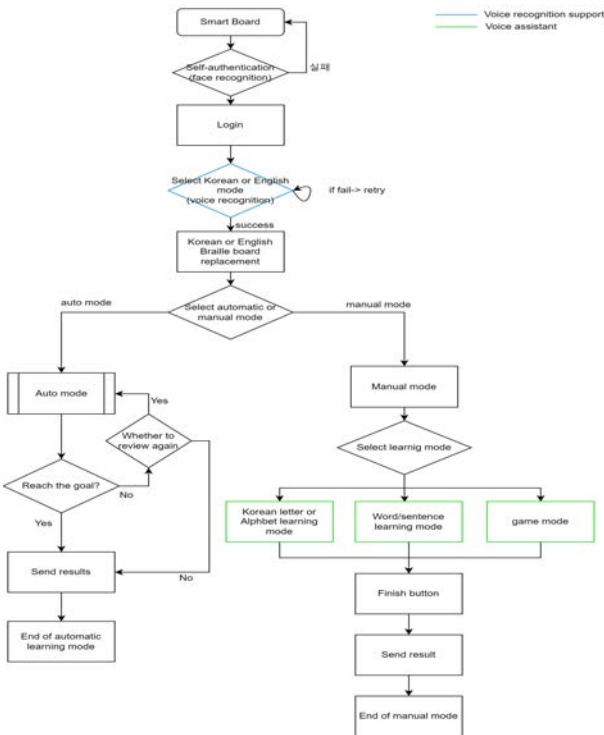 Smart Board
Voice recognition support
Voice assistant
Self-authentication
(face recognition)
실패
Login
Select Korean or English
mode
(voice recognition)
if fail-> retry
success
Korean or English
Braille board
replacement
auto mode
Select automatic or
manual mode
manual mode
Auto mode
Yes
Manual mode
Whether to
review again
Select learnig mode
Reach the goal?
No
Yes
Korean letter or
Alphbet learning
mode
Word/sentence
learning mode
game mode
Send results
No
Finish button
End of automatic
learning mode
Send result
End of manual mode